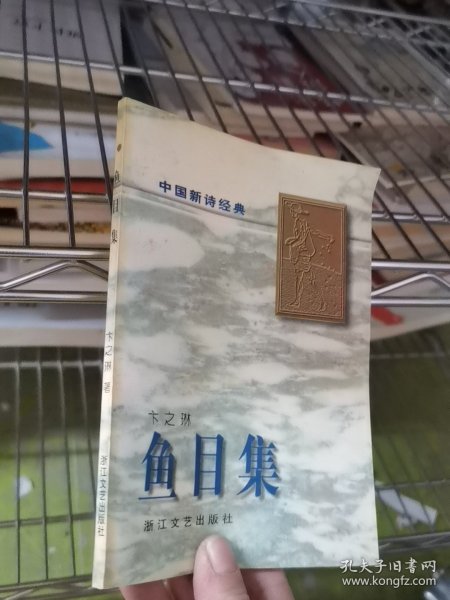 中国新诗经典
卞之琳
鱼目集
浙江文艺出版社
鱼目集
卞之琳 著
浙江文艺出版社
孔夫子旧书网
www.kongfz.com